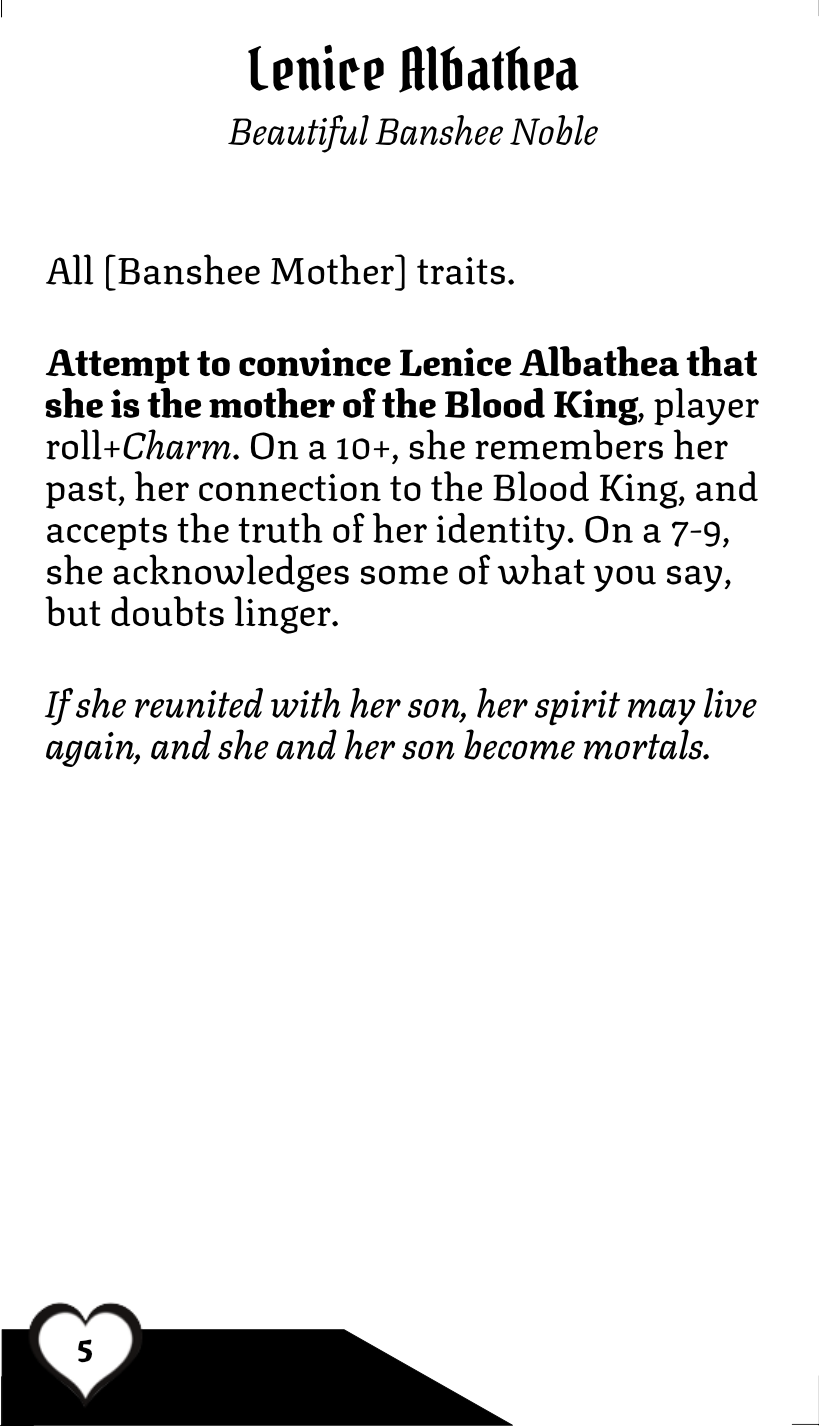 Lenice Albathea
Beautiful Banshee Noble
All [Banshee Mother] traits.
Attempt to convince Lenice Albathea that
she is the mother of the Blood King, player
roll+Charm. On a 10+, she remembers her
past, her connection to the Blood King, and
accepts the truth of her identity. On a 7-9,
she acknowledges some of what you say,
but doubts linger.
If she reunited with her son, her spirit may live
again, and she and her son become mortals.
5